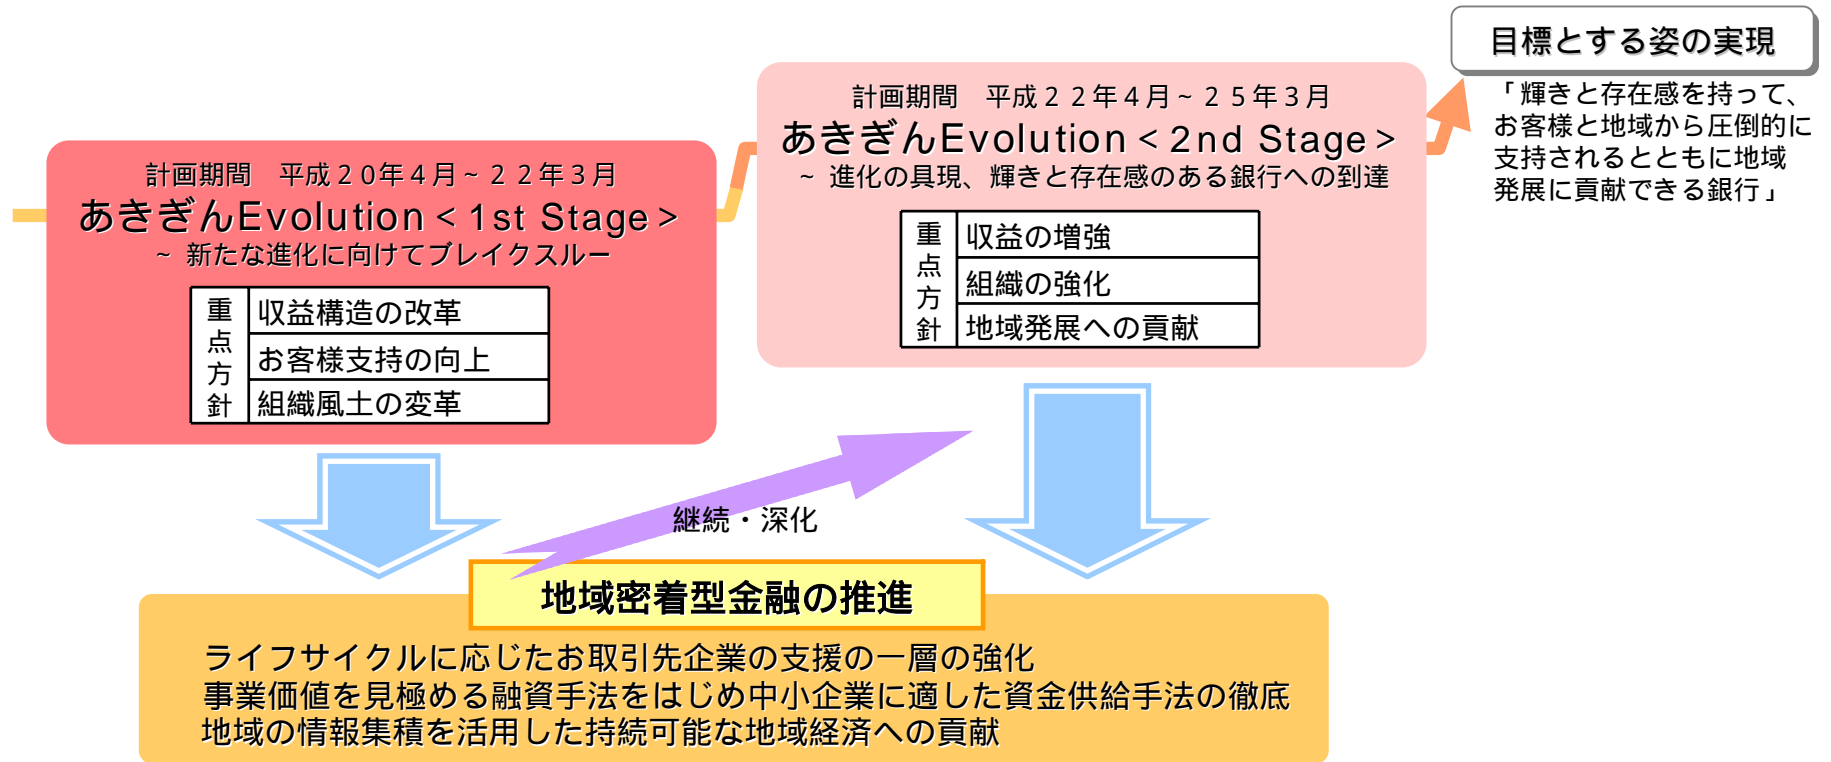 目標とする姿の実現
「輝きと存在感を持って、
お客様と地域から圧倒的に
支持されるとともに地域
発展に貢献できる銀行」
計画期間　平成２２年４月～２５年３月
あきぎんEvolution＜2nd Stage＞
～ 進化の具現、輝きと存在感のある銀行への到達
重点方針
収益の増強
組織の強化
地域発展への貢献
計画期間　平成２０年４月～２２年３月
あきぎんEvolution＜1st Stage＞
～ 新たな進化に向けてブレイクスルー
重点方針
収益構造の改革
お客様支持の向上
組織風土の変革
継続・深化
地域密着型金融の推進
ライフサイクルに応じたお取引先企業の支援の一層の強化
事業価値を見極める融資手法をはじめ中小企業に適した資金供給手法の徹底
地域の情報集積を活用した持続可能な地域経済への貢献